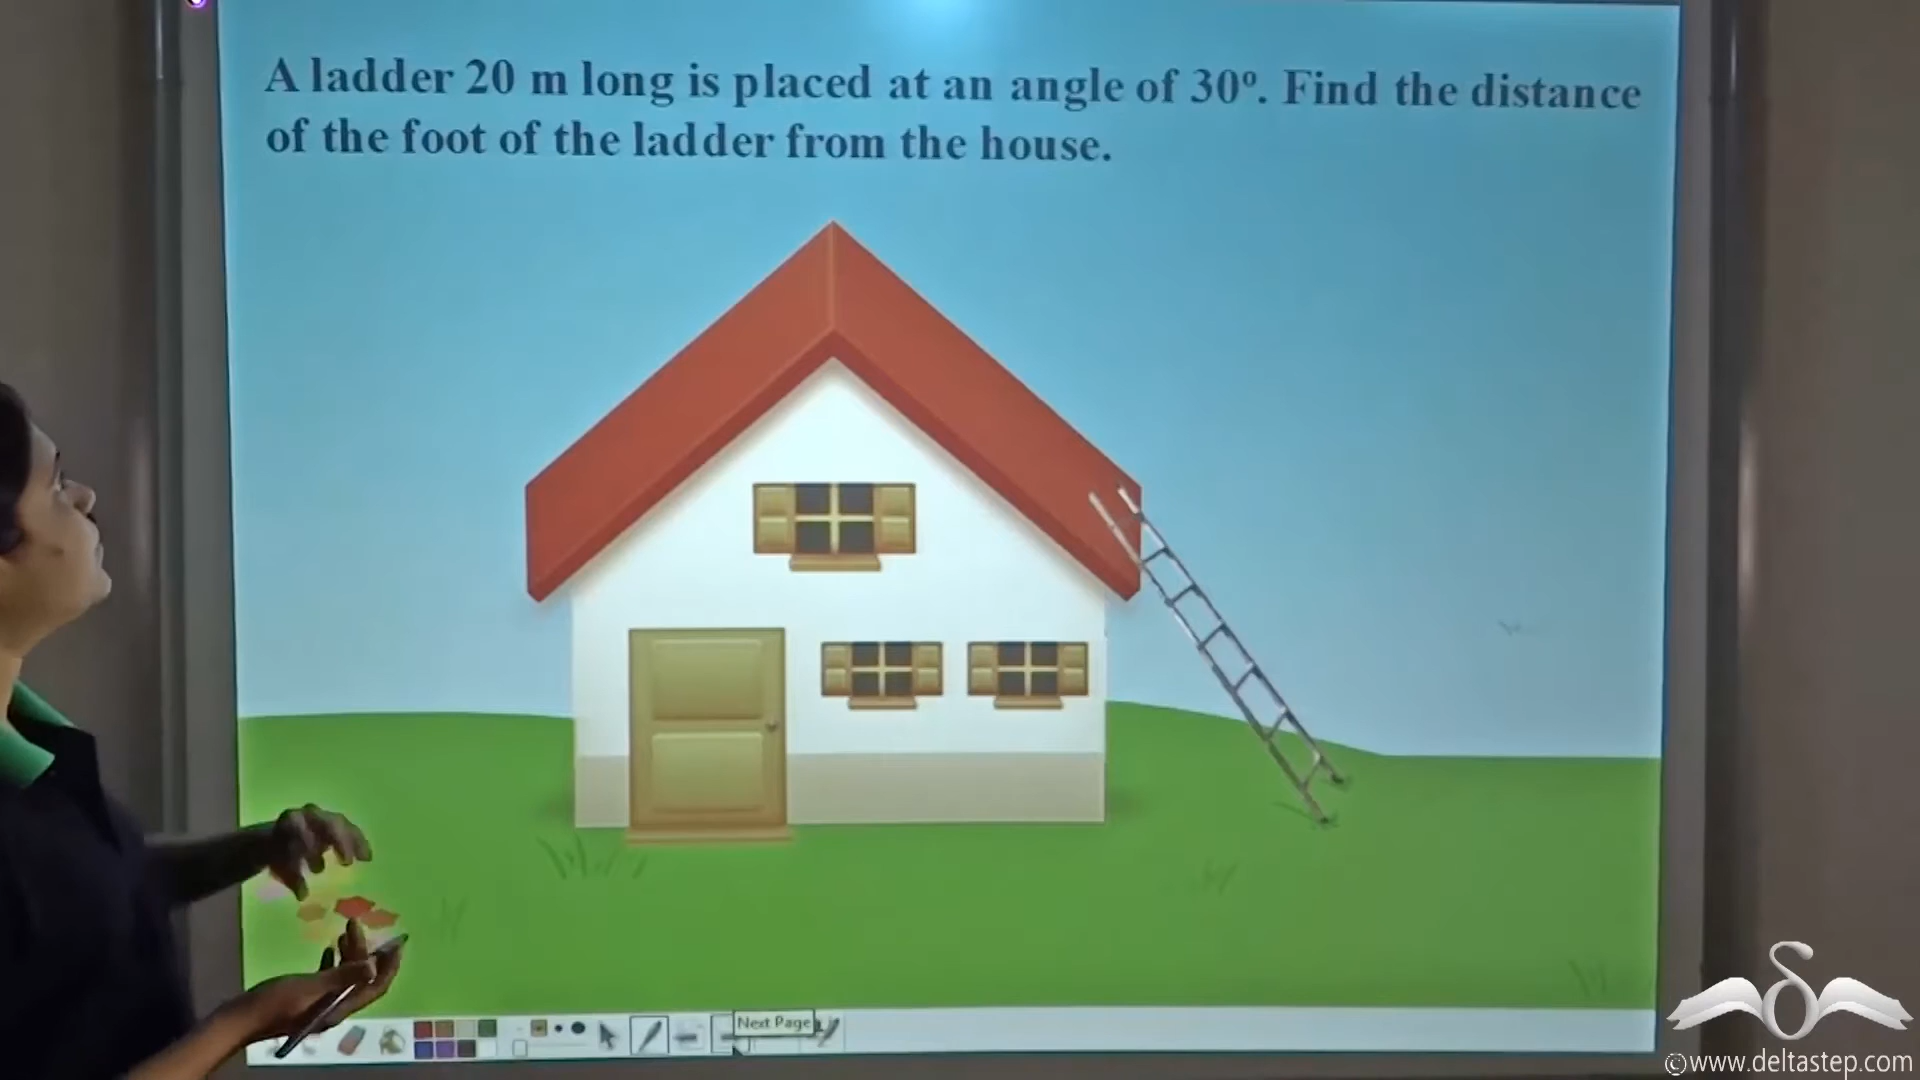 A ladder 20 m long is placed at an angle of 30º. Find the distance
of the foot of the ladder from the house.
Next Page
©www.deltastep.com